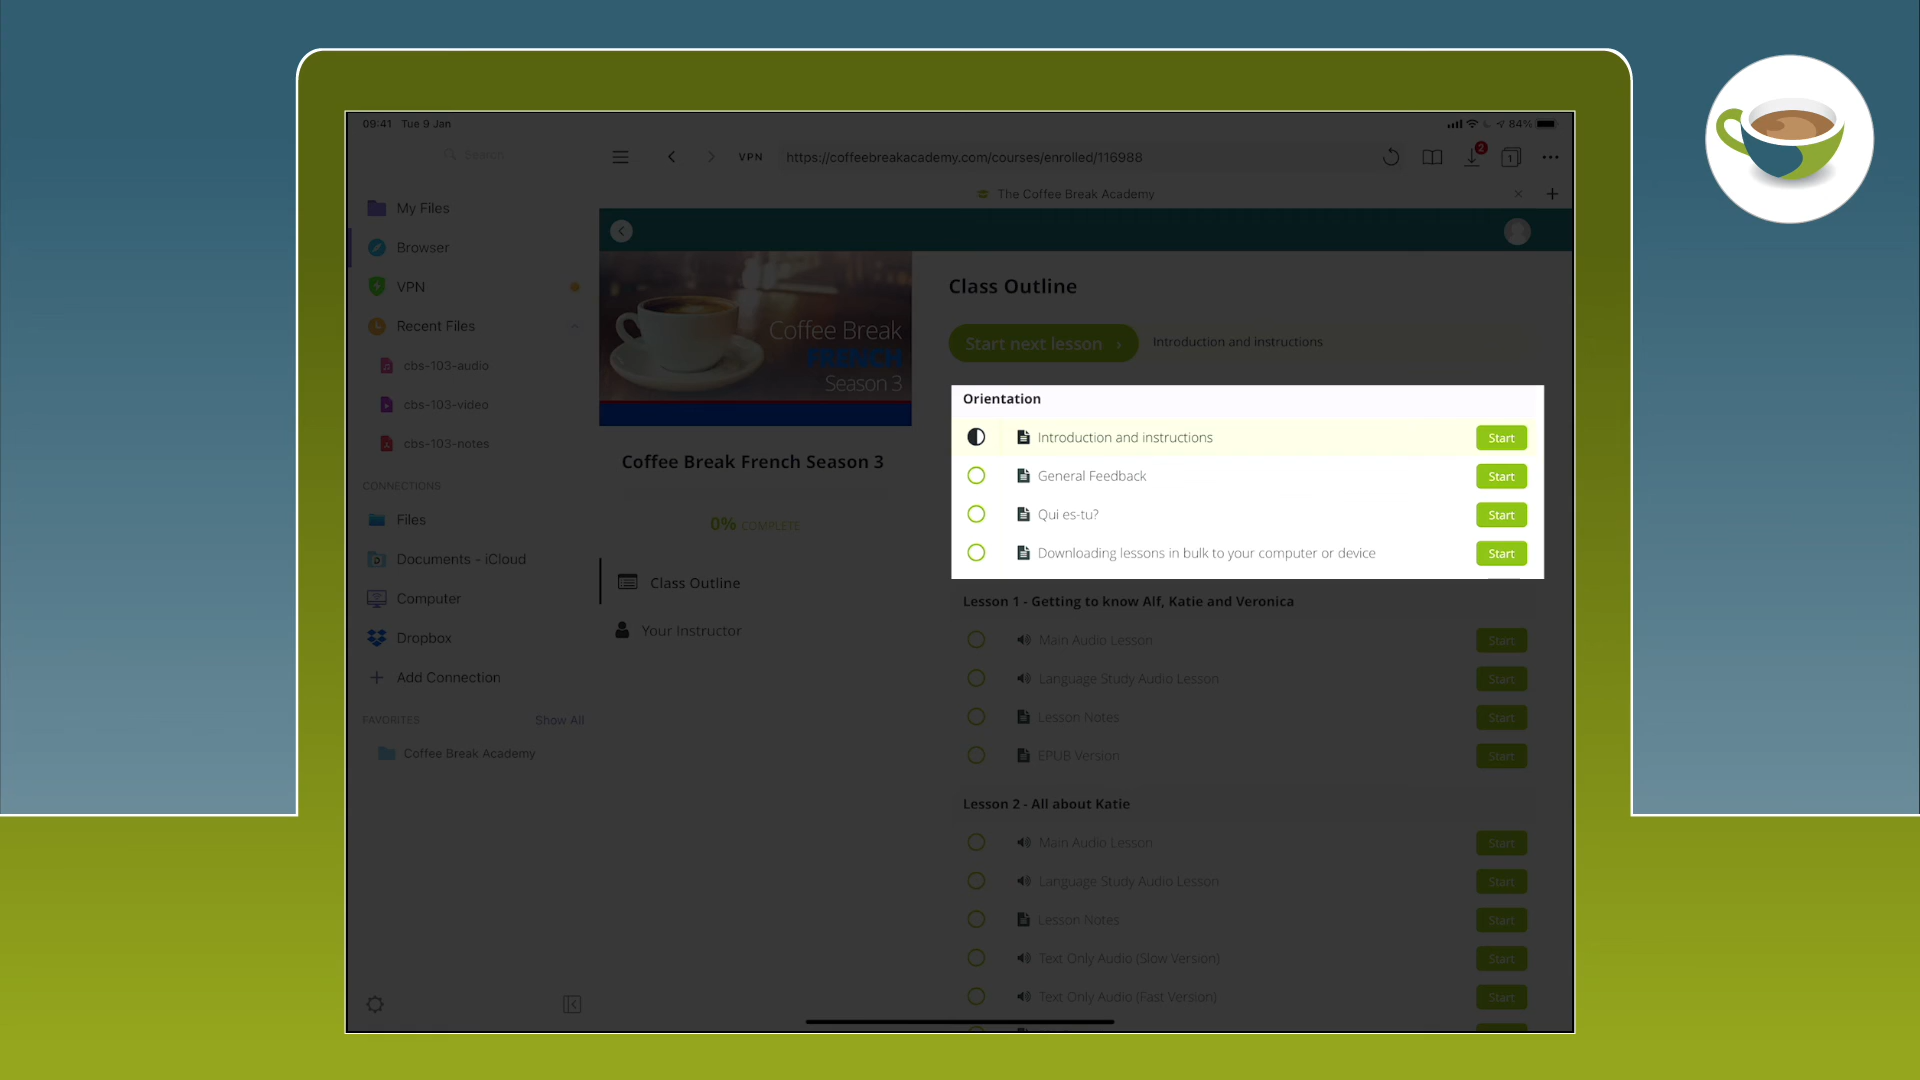 09:41 Tue 9 Jan
84%
Search
My Files
Browser
VPN
Recent Files
cbs-103-audio
cbs-103-video
cbs-103-notes
CONNECTIONS
Files
Documents - iCloud
Computer
Dropbox
Add Connection
FAVORITES Show All
Coffee Break Academy
VPN https://coffeebreakacademy.com/courses/enrolled/116988
2
1
The Coffee Break Academy
Coffee Break
FRENCH
Season 3
Coffee Break French Season 3
0% COMPLETE
Class Outline
Your Instructor
Class Outline
Start next lesson › Introduction and instructions
Orientation
Introduction and instructions Start
General Feedback Start
Qui es-tu? Start
Downloading lessons in bulk to your computer or device Start
Lesson 1 - Getting to know Alf, Katie and Veronica
Main Audio Lesson Start
Language Study Audio Lesson Start
Lesson Notes Start
EPUB Version Start
Lesson 2 - All about Katie
Main Audio Lesson Start
Language Study Audio Lesson Start
Lesson Notes Start
Text Only Audio (Slow Version) Start
Text Only Audio (Fast Version) Start